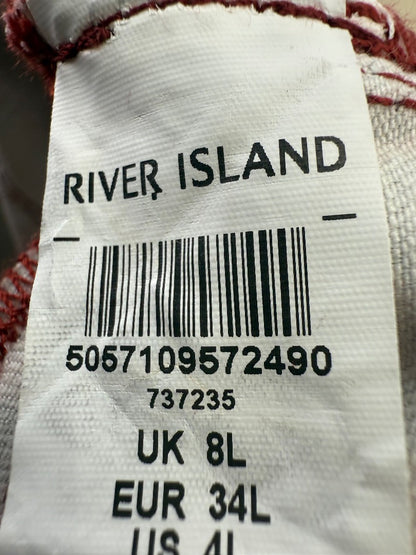 RIVER ISLAND
5057109572490
737235
UK 8L
EUR 34L
US 4L